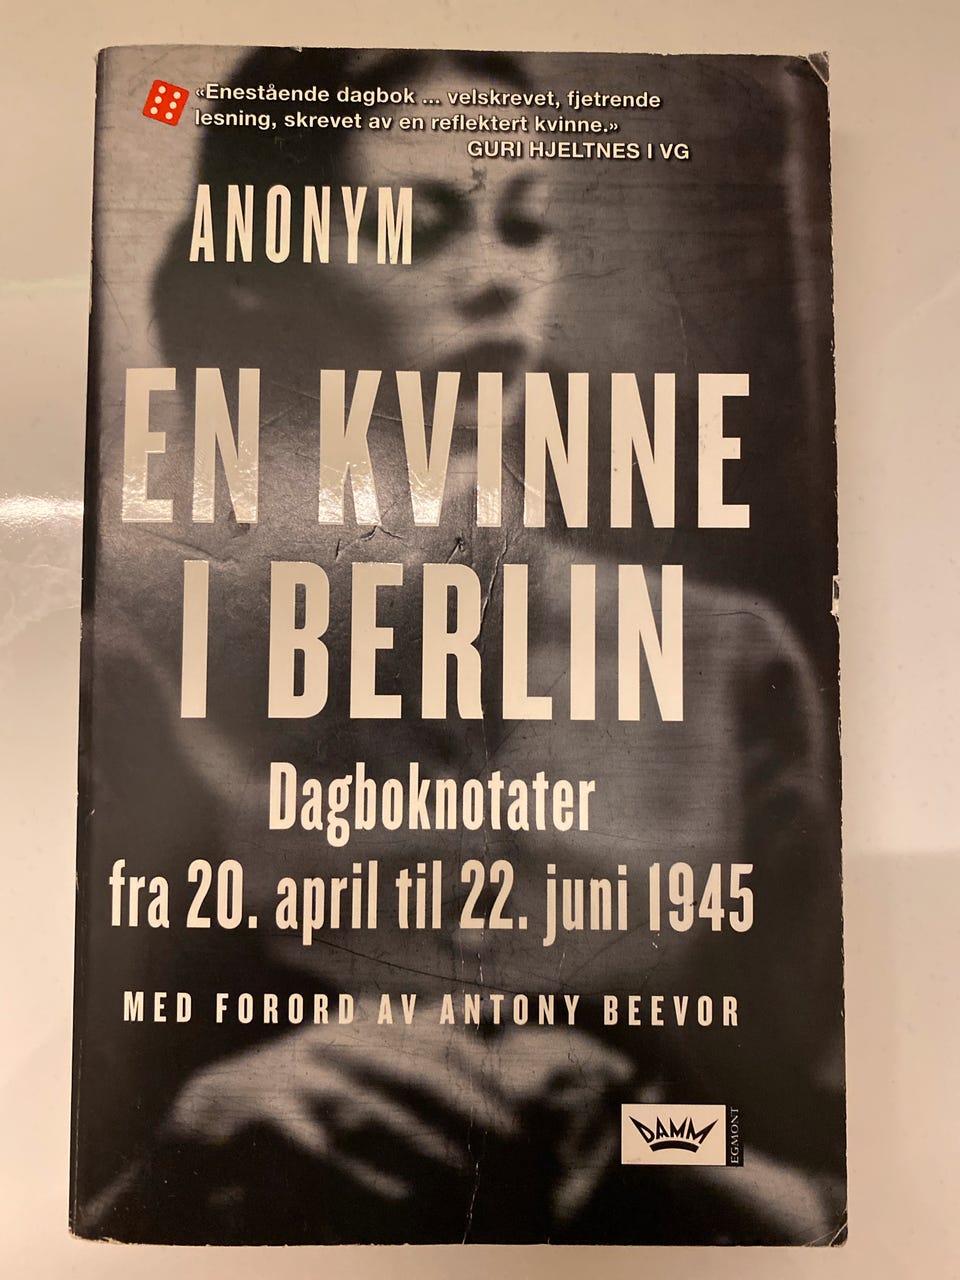 «Enestående dagbok ... velskrevet, fjetrende
lesning, skrevet av en reflektert kvinne.»
GURI HJELTNES I VG
ANONYM
EN KVINNE
I BERLIN
Dagboknotater
fra 20. april til 22. juni 1945
MED FORORD AV ANTONY BEEVOR
DAMM
EGMONT